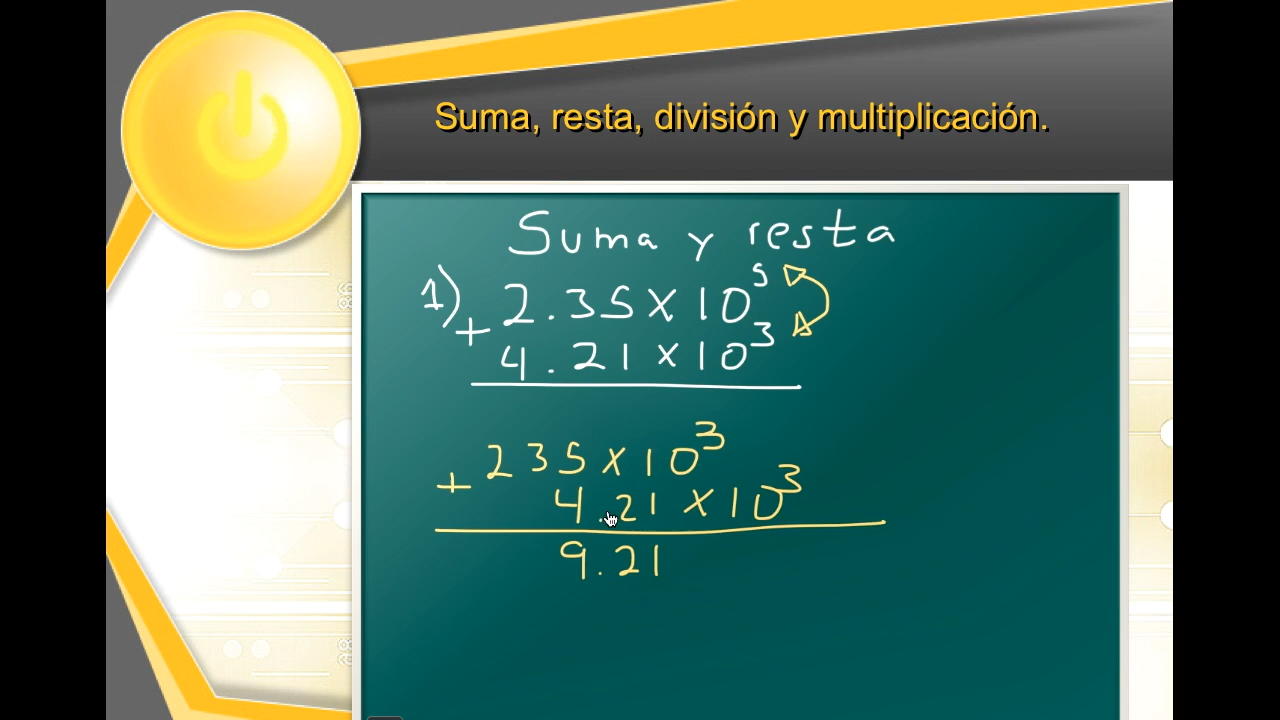 Suma, resta, división y multiplicación.
Suma y resta
1) 2.35 x 10⁵
+ 4.21 x 10³
235 x 10³
+ 4.21 x 10³
9.21